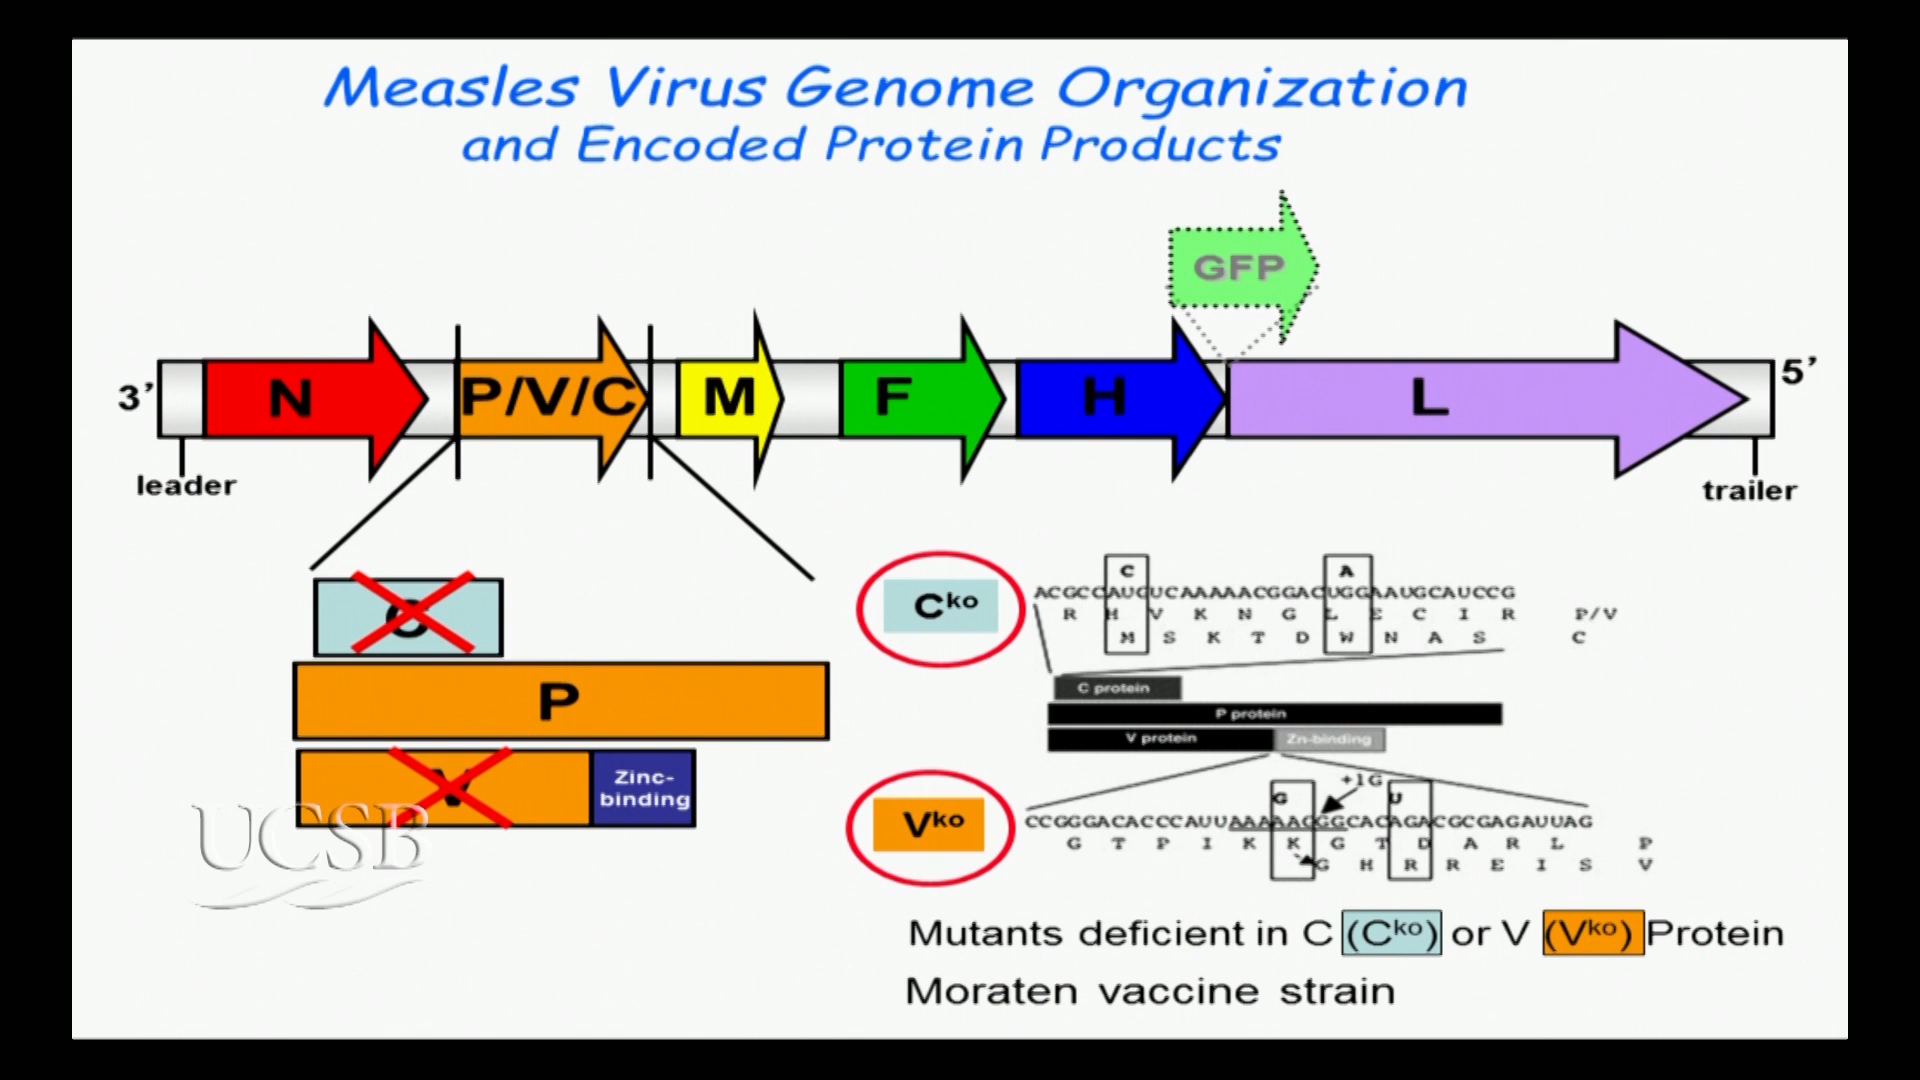 Measles Virus Genome Organization
and Encoded Protein Products
GFP
3’ N P/V/C M F H L 5’
leader
trailer
C
P
V
Zinc-
binding
UCSB
Cᵏᵒ
C A
ACGCCAUGUCAAAAACGGACUGGAAUGCAUCCG
R H V K N G L E C I R P/V
M S K T D W N A S C
C protein
P protein
V protein Zn-binding
Vᵏᵒ
+1G
G U
CCGGGACACCCAUUAAAAAACGGCACAGACGCGAGAUUAG
G T P I K K G T D A R L P
G H R R E I S V
Mutants deficient in C (Cᵏᵒ) or V (Vᵏᵒ) Protein
Moraten vaccine strain